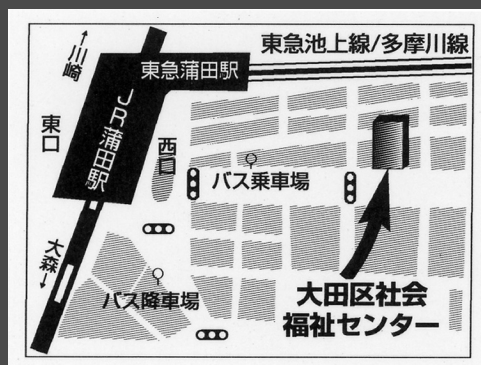 ↑川崎
東急蒲田駅
東急池上線/多摩川線
JR蒲田駅
東口
西口
バス乗車場
大森↓
バス降車場
大田区社会
福祉センター